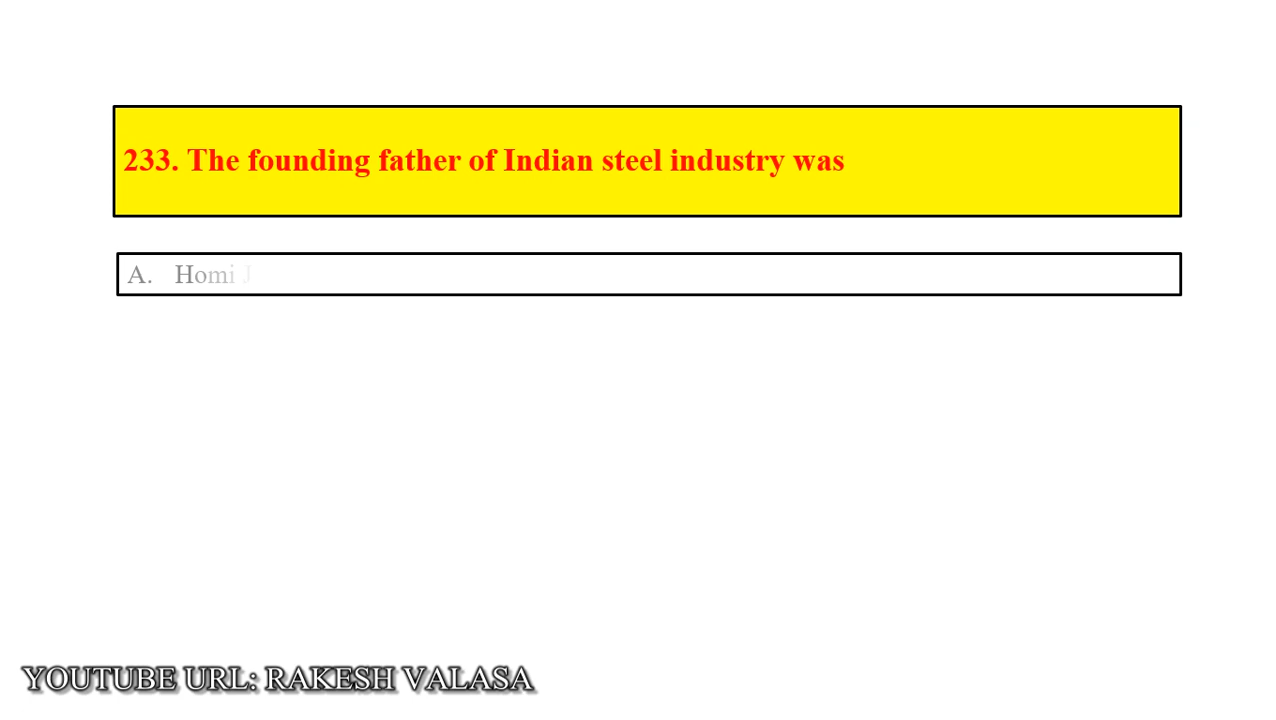 233. The founding father of Indian steel industry was
A. Homi J
YOUTUBE URL: RAKESH VALASA